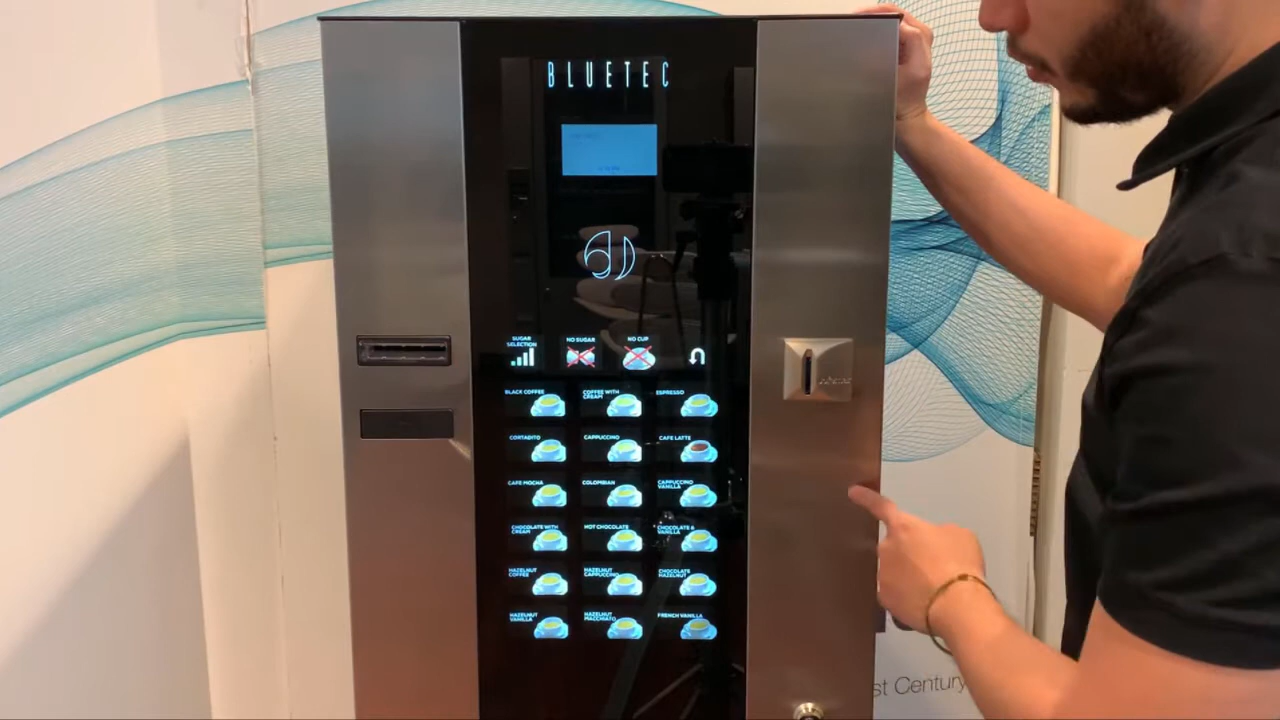 BLUETEC
SUGAR
SELECTION
NO SUGAR
NO CUP
BLACK COFFEE
COFFEE WITH
CREAM
ESPRESSO
CORTADITO
CAPPUCCINO
CAFE LATTE
CAFE MOCHA
COLOMBIAN
CAPPUCCINO
VANILLA
CHOCOLATE WITH
CREAM
HOT CHOCOLATE
CHOCOLATE &
VANILLA
HAZELNUT
COFFEE
HAZELNUT
CAPPUCCINO
CHOCOLATE
HAZELNUT
HAZELNUT
VANILLA
HAZELNUT
MACCHIATO
FRENCH VANILLA
st Century